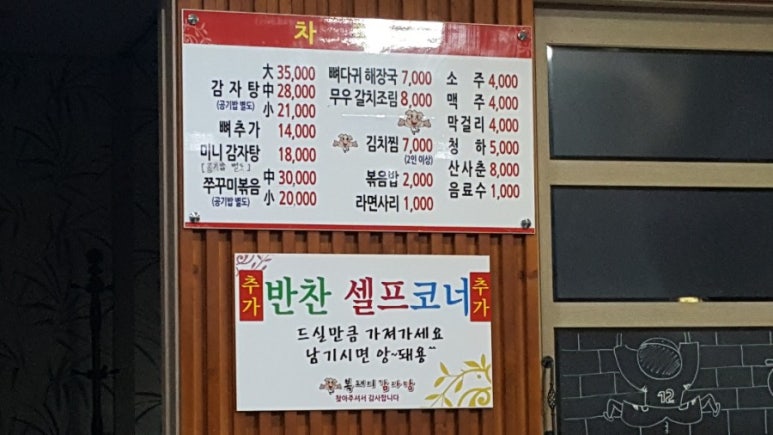 차
감자탕 大 35,000
中 28,000
(공기밥 별도) 小 21,000
뼈추가 14,000
미니감자탕 18,000
쭈꾸미볶음 中 30,000
(공기밥 별도) 小 20,000
뼈다귀 해장국 7,000
무우 갈치조림 8,000
김치찜 7,000
(2인 이상)
볶음밥 2,000
라면사리 1,000
소주 4,000
맥주 4,000
막걸리 4,000
청하 5,000
산사춘 8,000
음료수 1,000
추가 반찬 셀프코너 추가
드실만큼 가져가세요
남기시면 앙~돼용^^
찾아주셔서 감사합니다
12